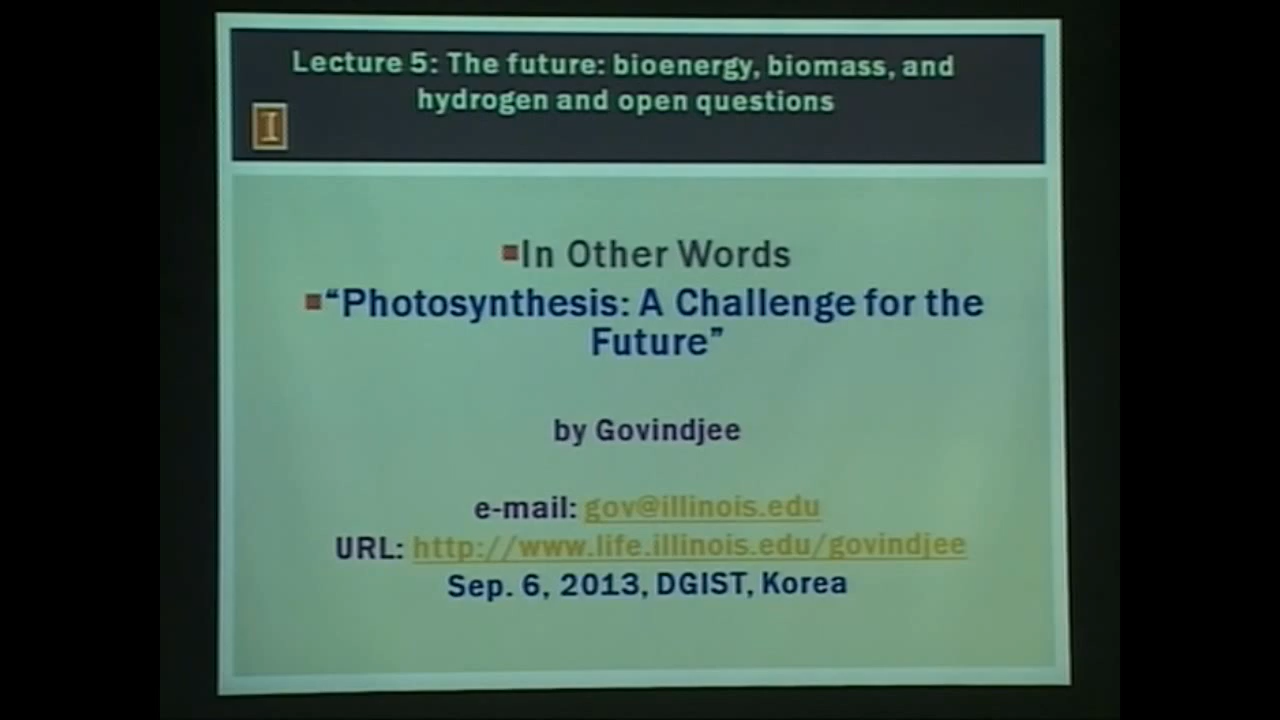 Lecture 5: The future: bioenergy, biomass, and
hydrogen and open questions
I
In Other Words
“Photosynthesis: A Challenge for the
Future”
by Govindjee
e-mail: gov@illinois.edu
URL: http://www.life.illinois.edu/govindjee
Sep. 6, 2013, DGIST, Korea